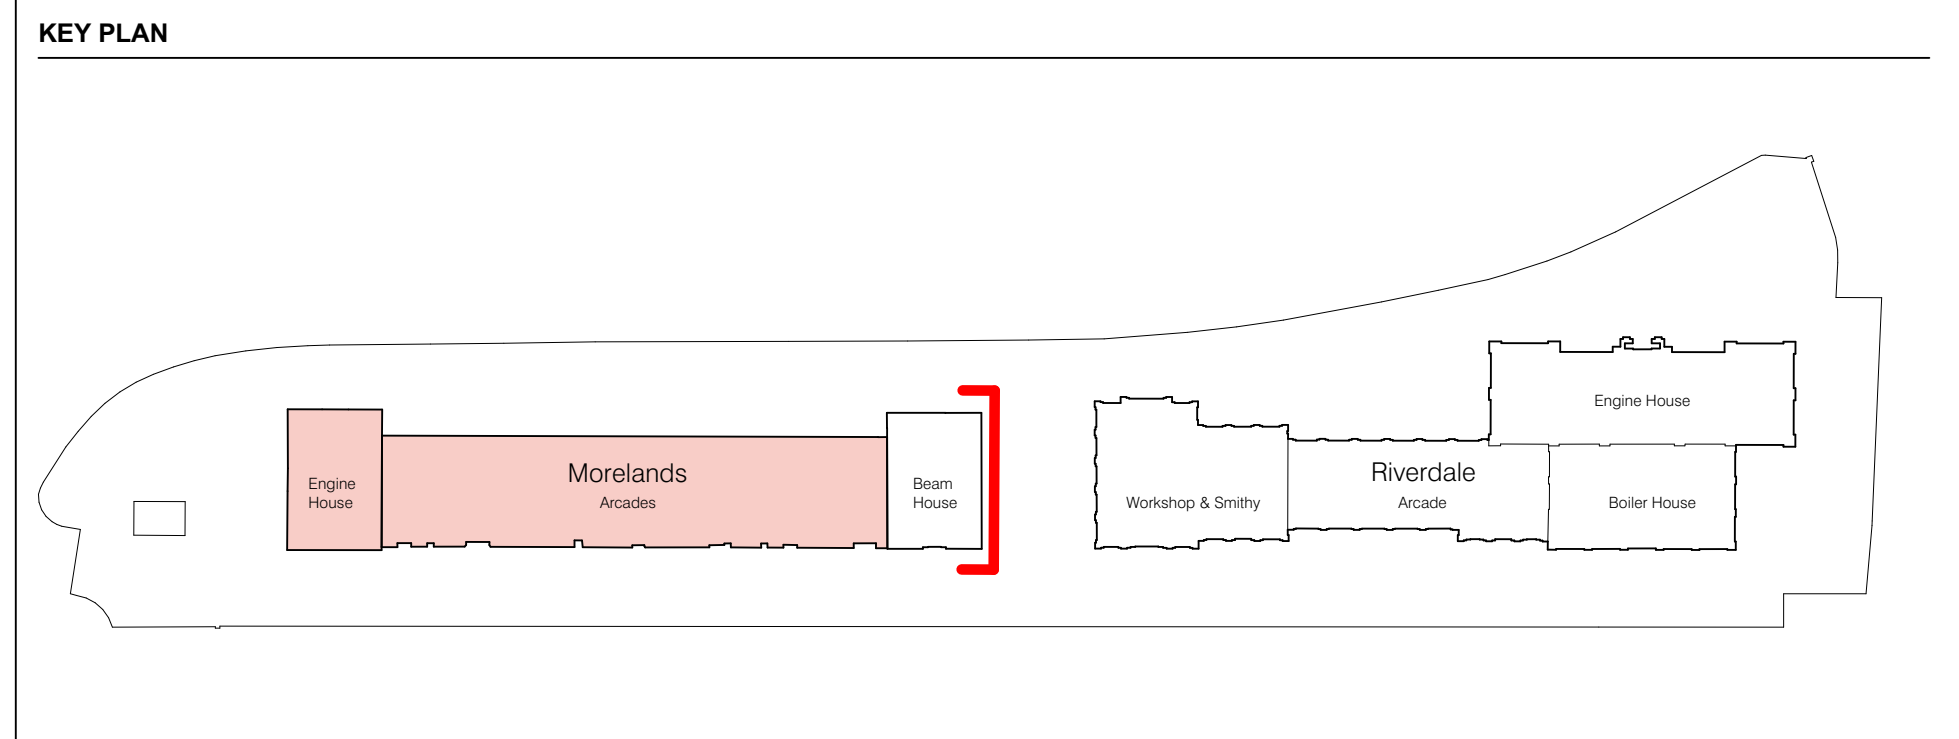 KEY PLAN
Engine House
Morelands
Riverdale
Engine
House
Arcades
Beam
House
Workshop & Smithy
Arcade
Boiler House